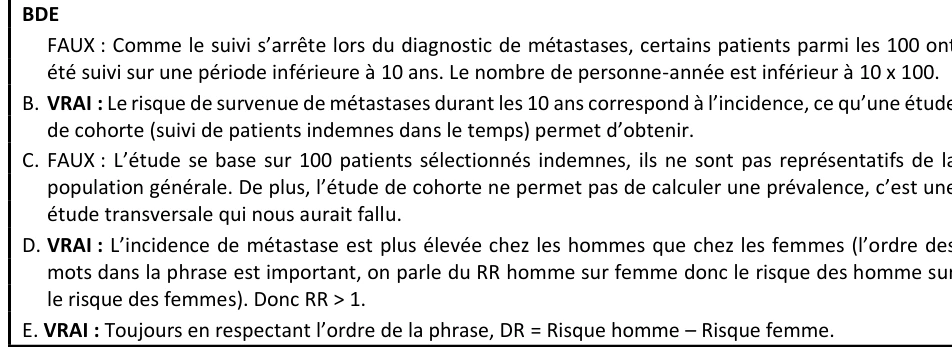 BDE
FAUX : Comme le suivi s’arrête lors du diagnostic de métastases, certains patients parmi les 100 ont
été suivi sur une période inférieure à 10 ans. Le nombre de personne-année est inférieur à 10 x 100.
B. VRAI : Le risque de survenue de métastases durant les 10 ans correspond à l’incidence, ce qu’une étude
de cohorte (suivi de patients indemnes dans le temps) permet d’obtenir.
C. FAUX : L’étude se base sur 100 patients sélectionnés indemnes, ils ne sont pas représentatifs de la
population générale. De plus, l’étude de cohorte ne permet pas de calculer une prévalence, c’est une
étude transversale qui nous aurait fallu.
D. VRAI : L’incidence de métastase est plus élevée chez les hommes que chez les femmes (l’ordre des
mots dans la phrase est important, on parle du RR homme sur femme donc le risque des homme sur
le risque des femmes). Donc RR > 1.
E. VRAI : Toujours en respectant l’ordre de la phrase, DR = Risque homme – Risque femme.